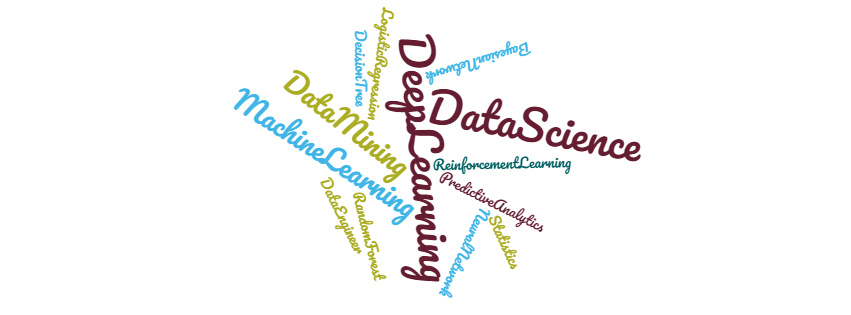 LogisticRegression
DecisionTree
DeepLearning
BayesianNetwork
DataMining
DataScience
MachineLearning
ReinforcementLearning
PredictiveAnalytics
DataEngineer
RandomForest
NeuralNetwork
Statistics